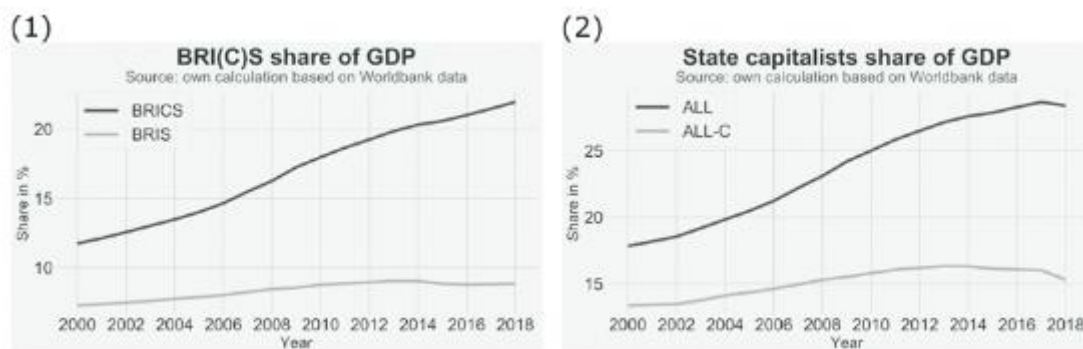 (1)
BRI(C)S share of GDP
Source: own calculation based on Worldbank data
BRICS
BRIS
20
15
10
Share in %
2000 2002 2004 2006 2008 2010 2012 2014 2016 2018
Year
(2)
State capitalists share of GDP
Source: own calculation based on Worldbank data
ALL
ALL-C
25
20
15
Share in %
2000 2002 2004 2006 2008 2010 2012 2014 2016 2018
Year